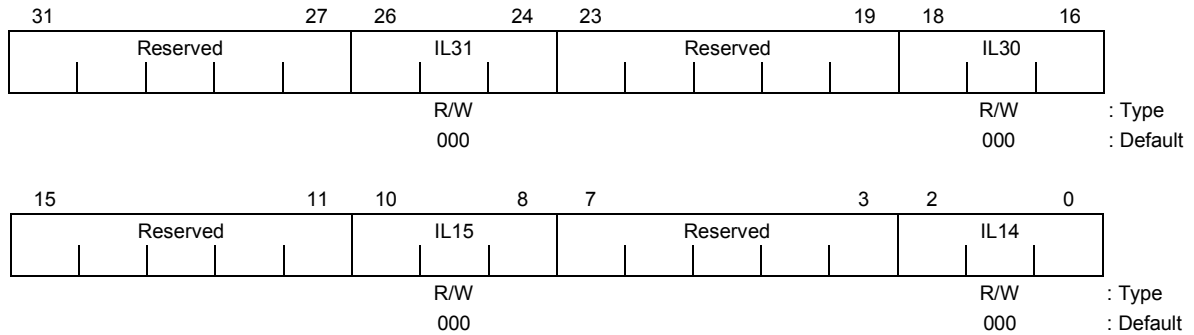 31 27 26 24 23 19 18 16
Reserved IL31 Reserved IL30
R/W R/W : Type
000 000 : Default
15 11 10 8 7 3 2 0
Reserved IL15 Reserved IL14
R/W R/W : Type
000 000 : Default